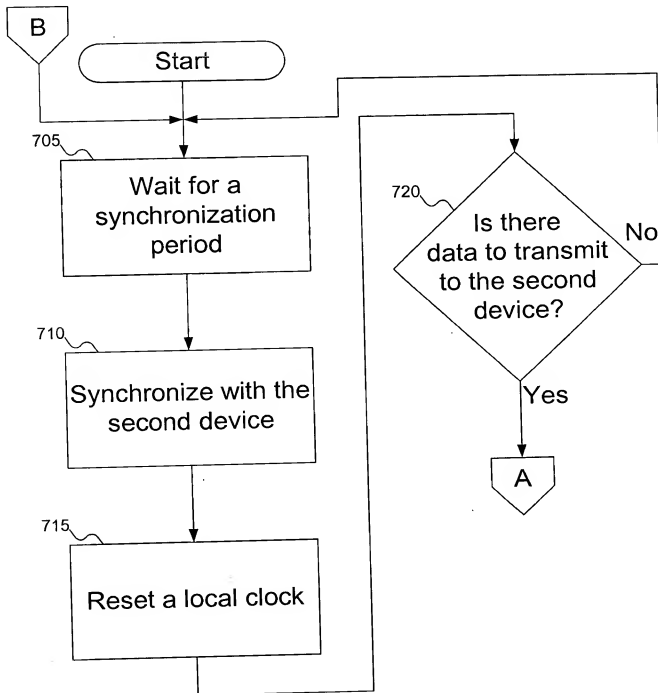 B
Start
705
Wait for a
synchronization
period
710
Synchronize with the
second device
715
Reset a local clock
720
Is there
data to transmit
to the second
device?
No
Yes
A